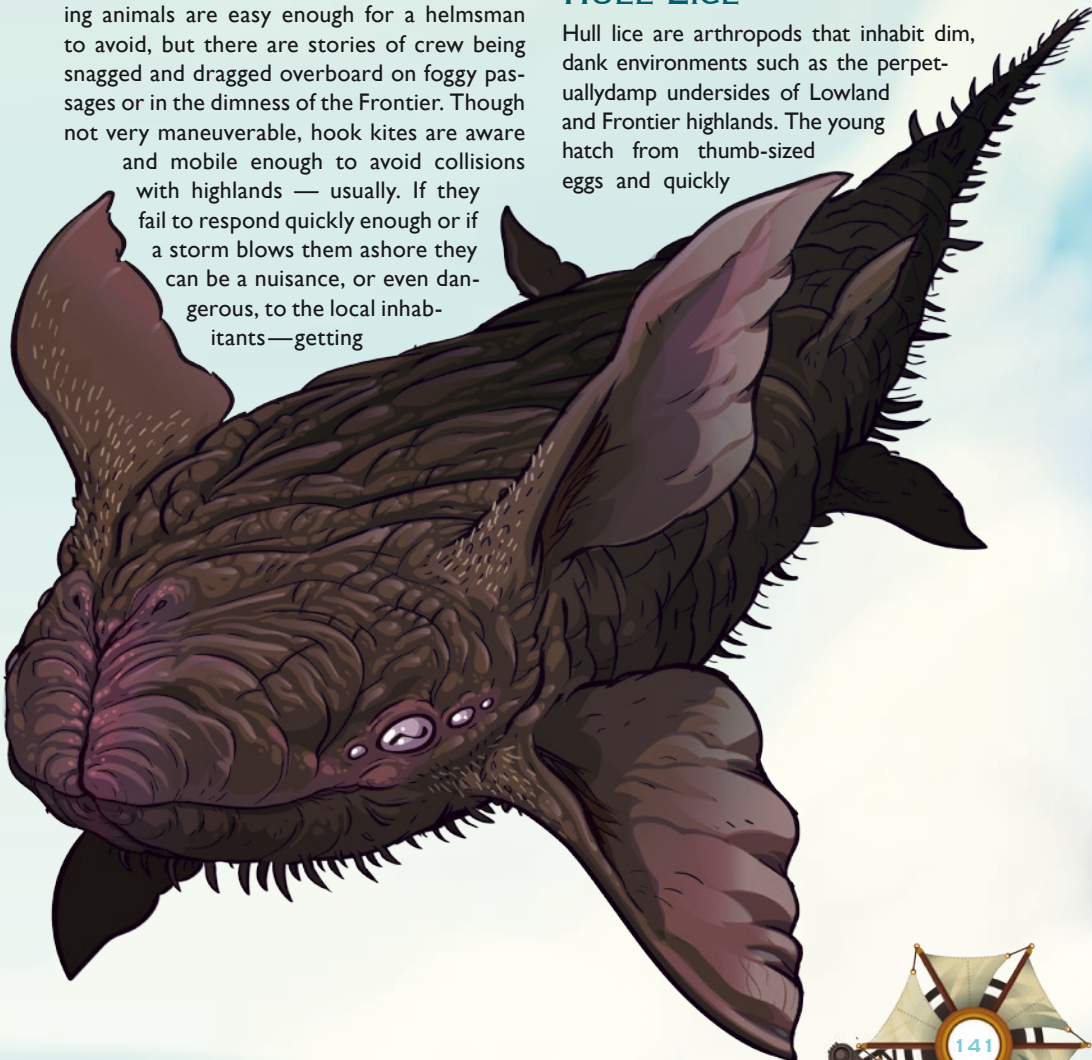 ing animals are easy enough for a helmsman
to avoid, but there are stories of crew being
snagged and dragged overboard on foggy pas-
sages or in the dimness of the Frontier. Though
not very maneuverable, hook kites are aware
and mobile enough to avoid collisions
with highlands — usually. If they
fail to respond quickly enough or if
a storm blows them ashore they
can be a nuisance, or even dan-
gerous, to the local inhab-
itants—getting
Hull Lice
Hull lice are arthropods that inhabit dim,
dank environments such as the perpet-
uallydamp undersides of Lowland
and Frontier highlands. The young
hatch from thumb-sized
eggs and quickly
141